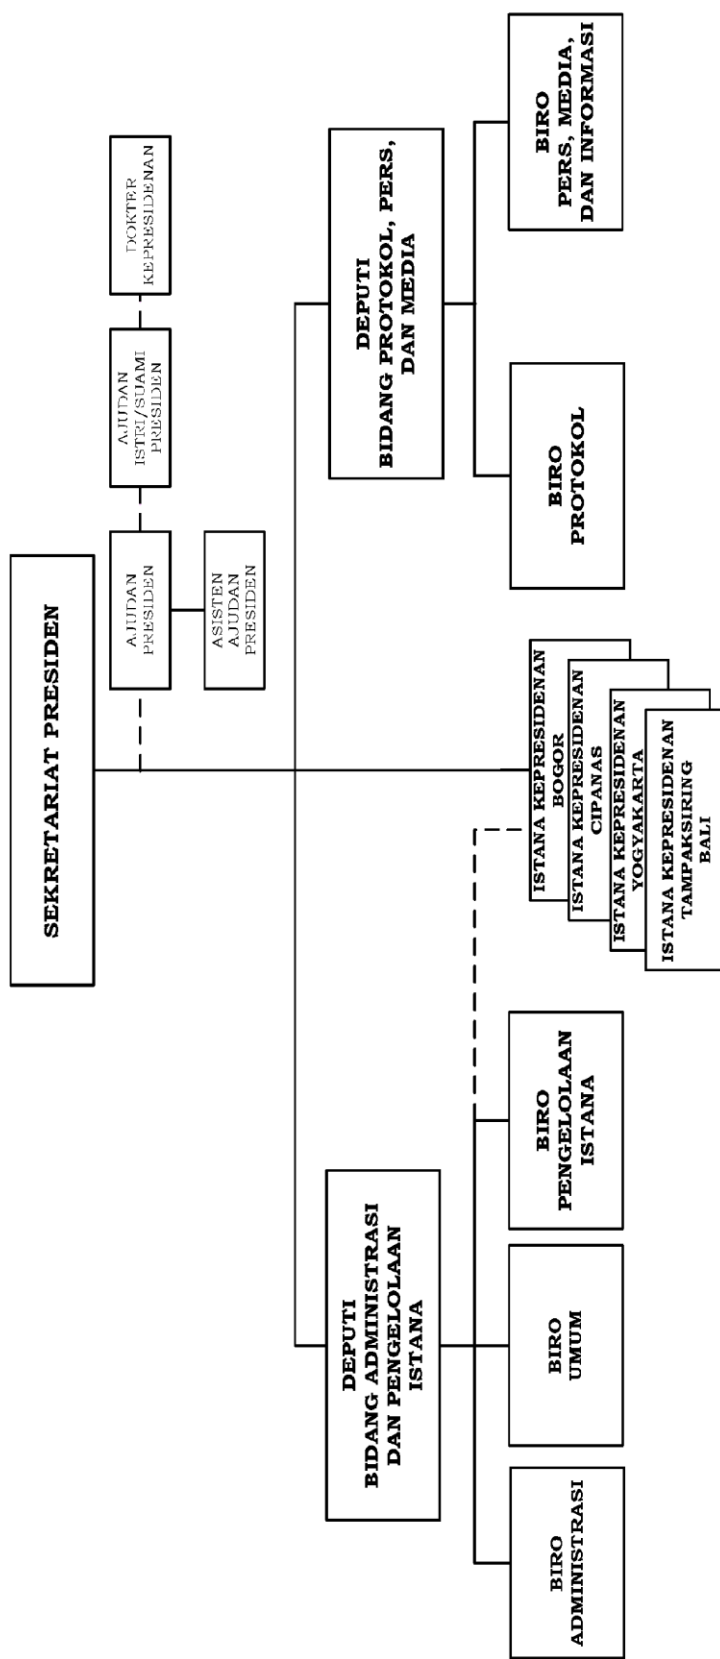 SEKRETARIAT PRESIDEN
AJUDAN
PRESIDEN
AJUDAN
ISTRI/SUAMI
PRESIDEN
DOKTER
KEPRESIDENAN
ASISTEN
AJUDAN
PRESIDEN
DEPUTI
BIDANG ADMINISTRASI
DAN PENGELOLAAN
ISTANA
DEPUTI
BIDANG PROTOKOL, PERS,
DAN MEDIA
BIRO
ADMINISTRASI
BIRO
UMUM
BIRO
PENGELOLAAN
ISTANA
ISTANA KEPRESIDENAN
BOGOR
ISTANA KEPRESIDENAN
CIPANAS
ISTANA KEPRESIDENAN
YOGYAKARTA
ISTANA KEPRESIDENAN
TAMPAKSIRING
BALI
BIRO
PROTOKOL
BIRO
PERS, MEDIA,
DAN INFORMASI